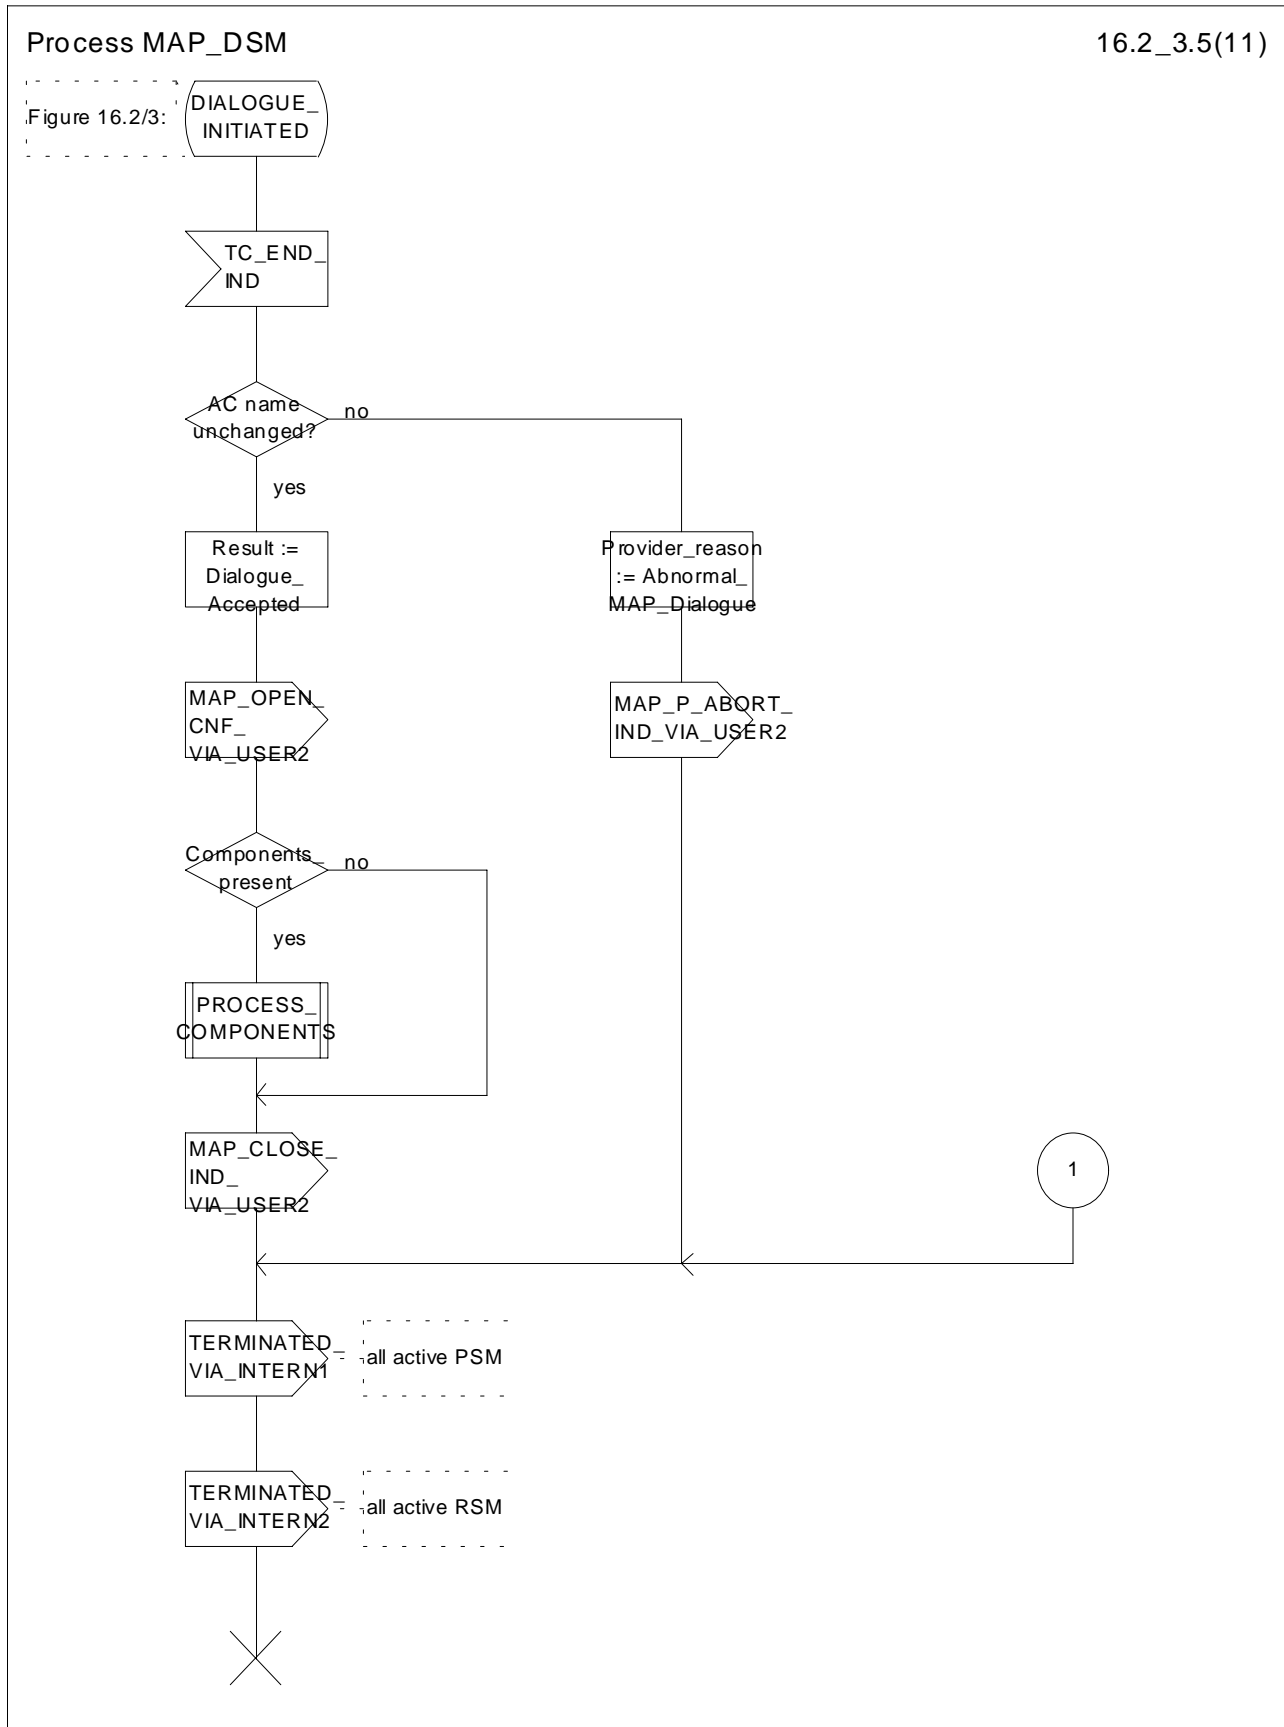 Process MAP_DSM
16.2_3.5(11)
Figure 16.2/3:
DIALOGUE_
INITIATED
TC_END_
IND
AC name
unchanged?
no
yes
Result :=
Dialogue_
Accepted
Provider_reason
:= Abnormal_
MAP_Dialogue
MAP_OPEN_
CNF_
VIA_USER2
MAP_P_ABORT_
IND_VIA_USER2
Components_
present
no
yes
PROCESS_
COMPONENTS
MAP_CLOSE_
IND_
VIA_USER2
1
TERMINATED_
VIA_INTERN1
all active PSM
TERMINATED_
VIA_INTERN2
all active RSM